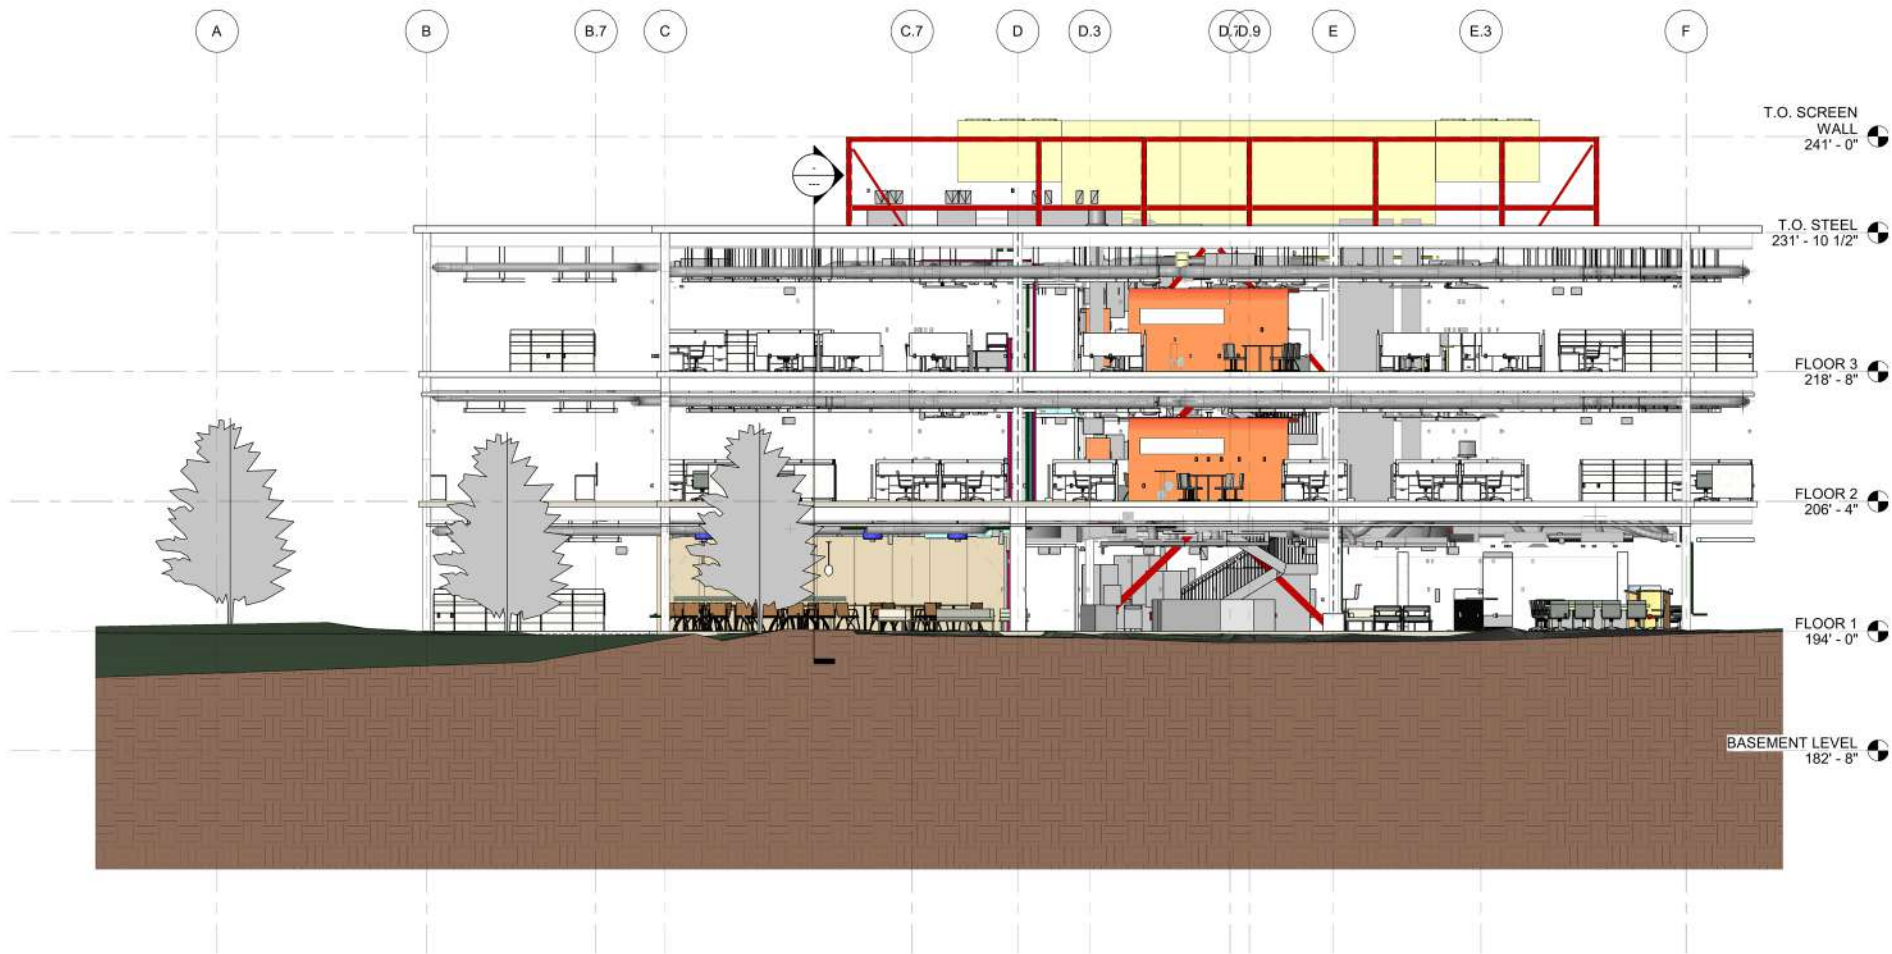 A
B
B.7
C
C.7
D
D.3
D.7
D.9
E
E.3
F
T.O. SCREEN
WALL
241' - 0"
T.O. STEEL
231' - 10 1/2"
FLOOR 3
218' - 8"
FLOOR 2
206' - 4"
FLOOR 1
194' - 0"
BASEMENT LEVEL
182' - 8"